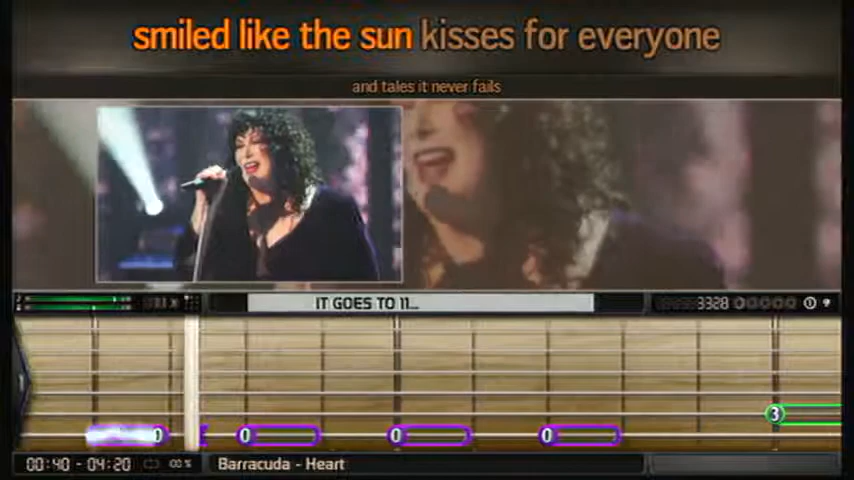 smiled like the sun kisses for everyone
and tales it never fails
IT GOES TO 11...
3328
0
0
0
0
3
00:40 - 04:20
Barracuda - Heart